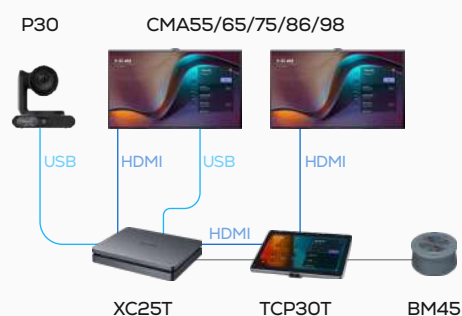 P30 CMA55/65/75/86/98
USB HDMI USB HDMI
HDMI
XC25T TCP30T BM45